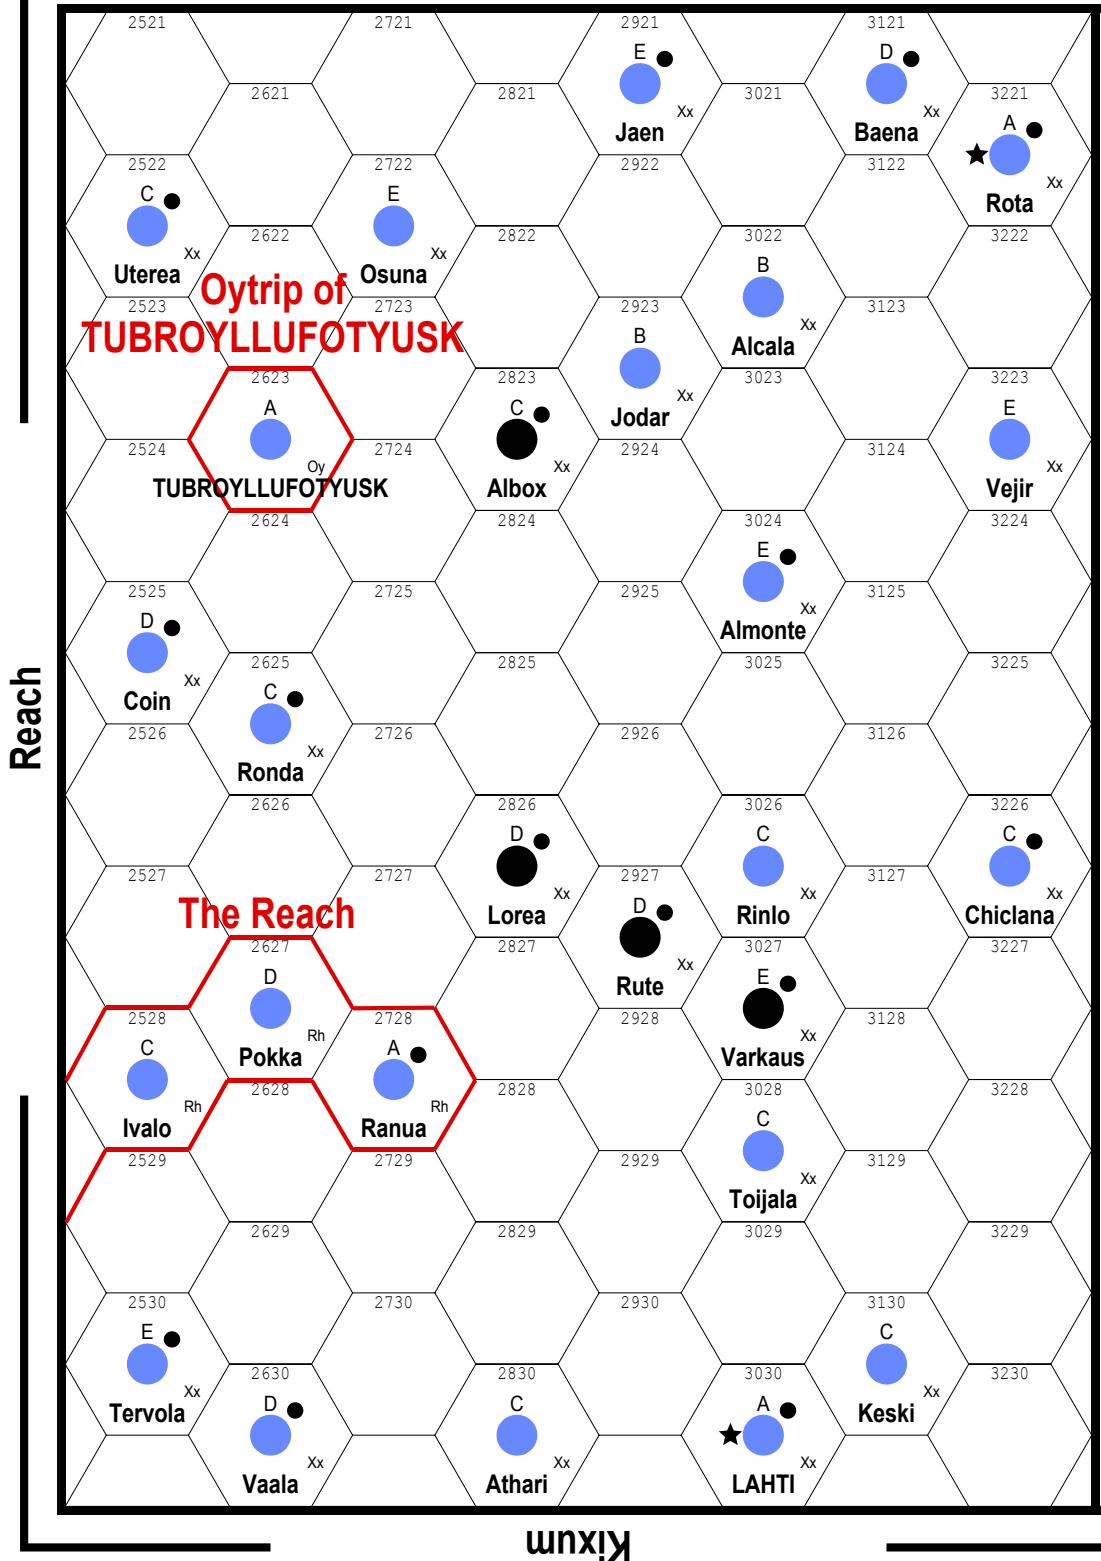 2521 2721 2921 3121
E D
2621 2821 Jaen Xx 3021 Baena Xx 3221
A
2522 2722 2922 3122 Rota Xx
C E
Uterea Xx 2622 Osuna Xx 2822 3022 3222
B
Oytrip of
2523 2723 2923 Alcala Xx 3123
TUBROYLLUFOTYUSK
B
2623 2823 Jodar Xx 3023 3223
A C E
2524 Oy 2724 Xx 2924 3124 Xx
TUBROYLLUFOTYUSK Albox Vejir
2624 2824 3024 3224
E
2525 2725 2925 Almonte Xx 3125
D
Coin Xx 2625 2825 3025 3225
C
2526 Ronda Xx 2726 2926 3126
2626 2826 3026 3226
D C C
2527 2727 Lorea Xx 2927 Rinlo Xx 3127 Chiclana Xx
The Reach
D
2627 2827 Rute Xx 3027 3227
D E
2528 Pokka Rh 2728 2928 Varkaus Xx 3128
C A
Ivalo Rh 2628 Ranua Rh 2828 3028 3228
C
2529 2729 2929 Toijala Xx 3129
2629 2829 3029 3229
2530 2730 2930 3130
E C
Tervola Xx 2630 2830 3030 Keski Xx 3230
D C A
Vaala Xx Athari Xx LAHTI Xx
Reach
Kixum